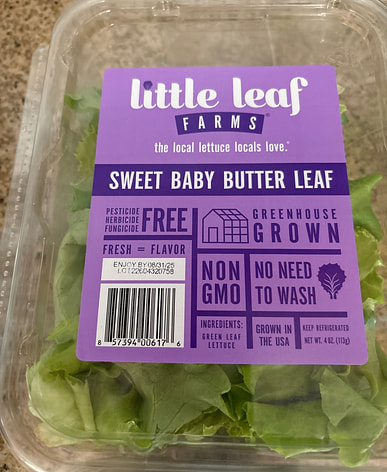 little leaf
FARMS®
the local lettuce locals love.®
SWEET BABY BUTTER LEAF
PESTICIDE
HERBICIDE
FUNGICIDE
FREE
FRESH = FLAVOR
GREENHOUSE
GROWN
ENJOY BY 08/31/25
LOT22604320758
8 57394 00617 6
NON
GMO
NO NEED
TO WASH
INGREDIENTS:
GREEN LEAF
LETTUCE
GROWN IN
THE USA
KEEP REFRIGERATED
NET WT. 4 OZ. (113g)